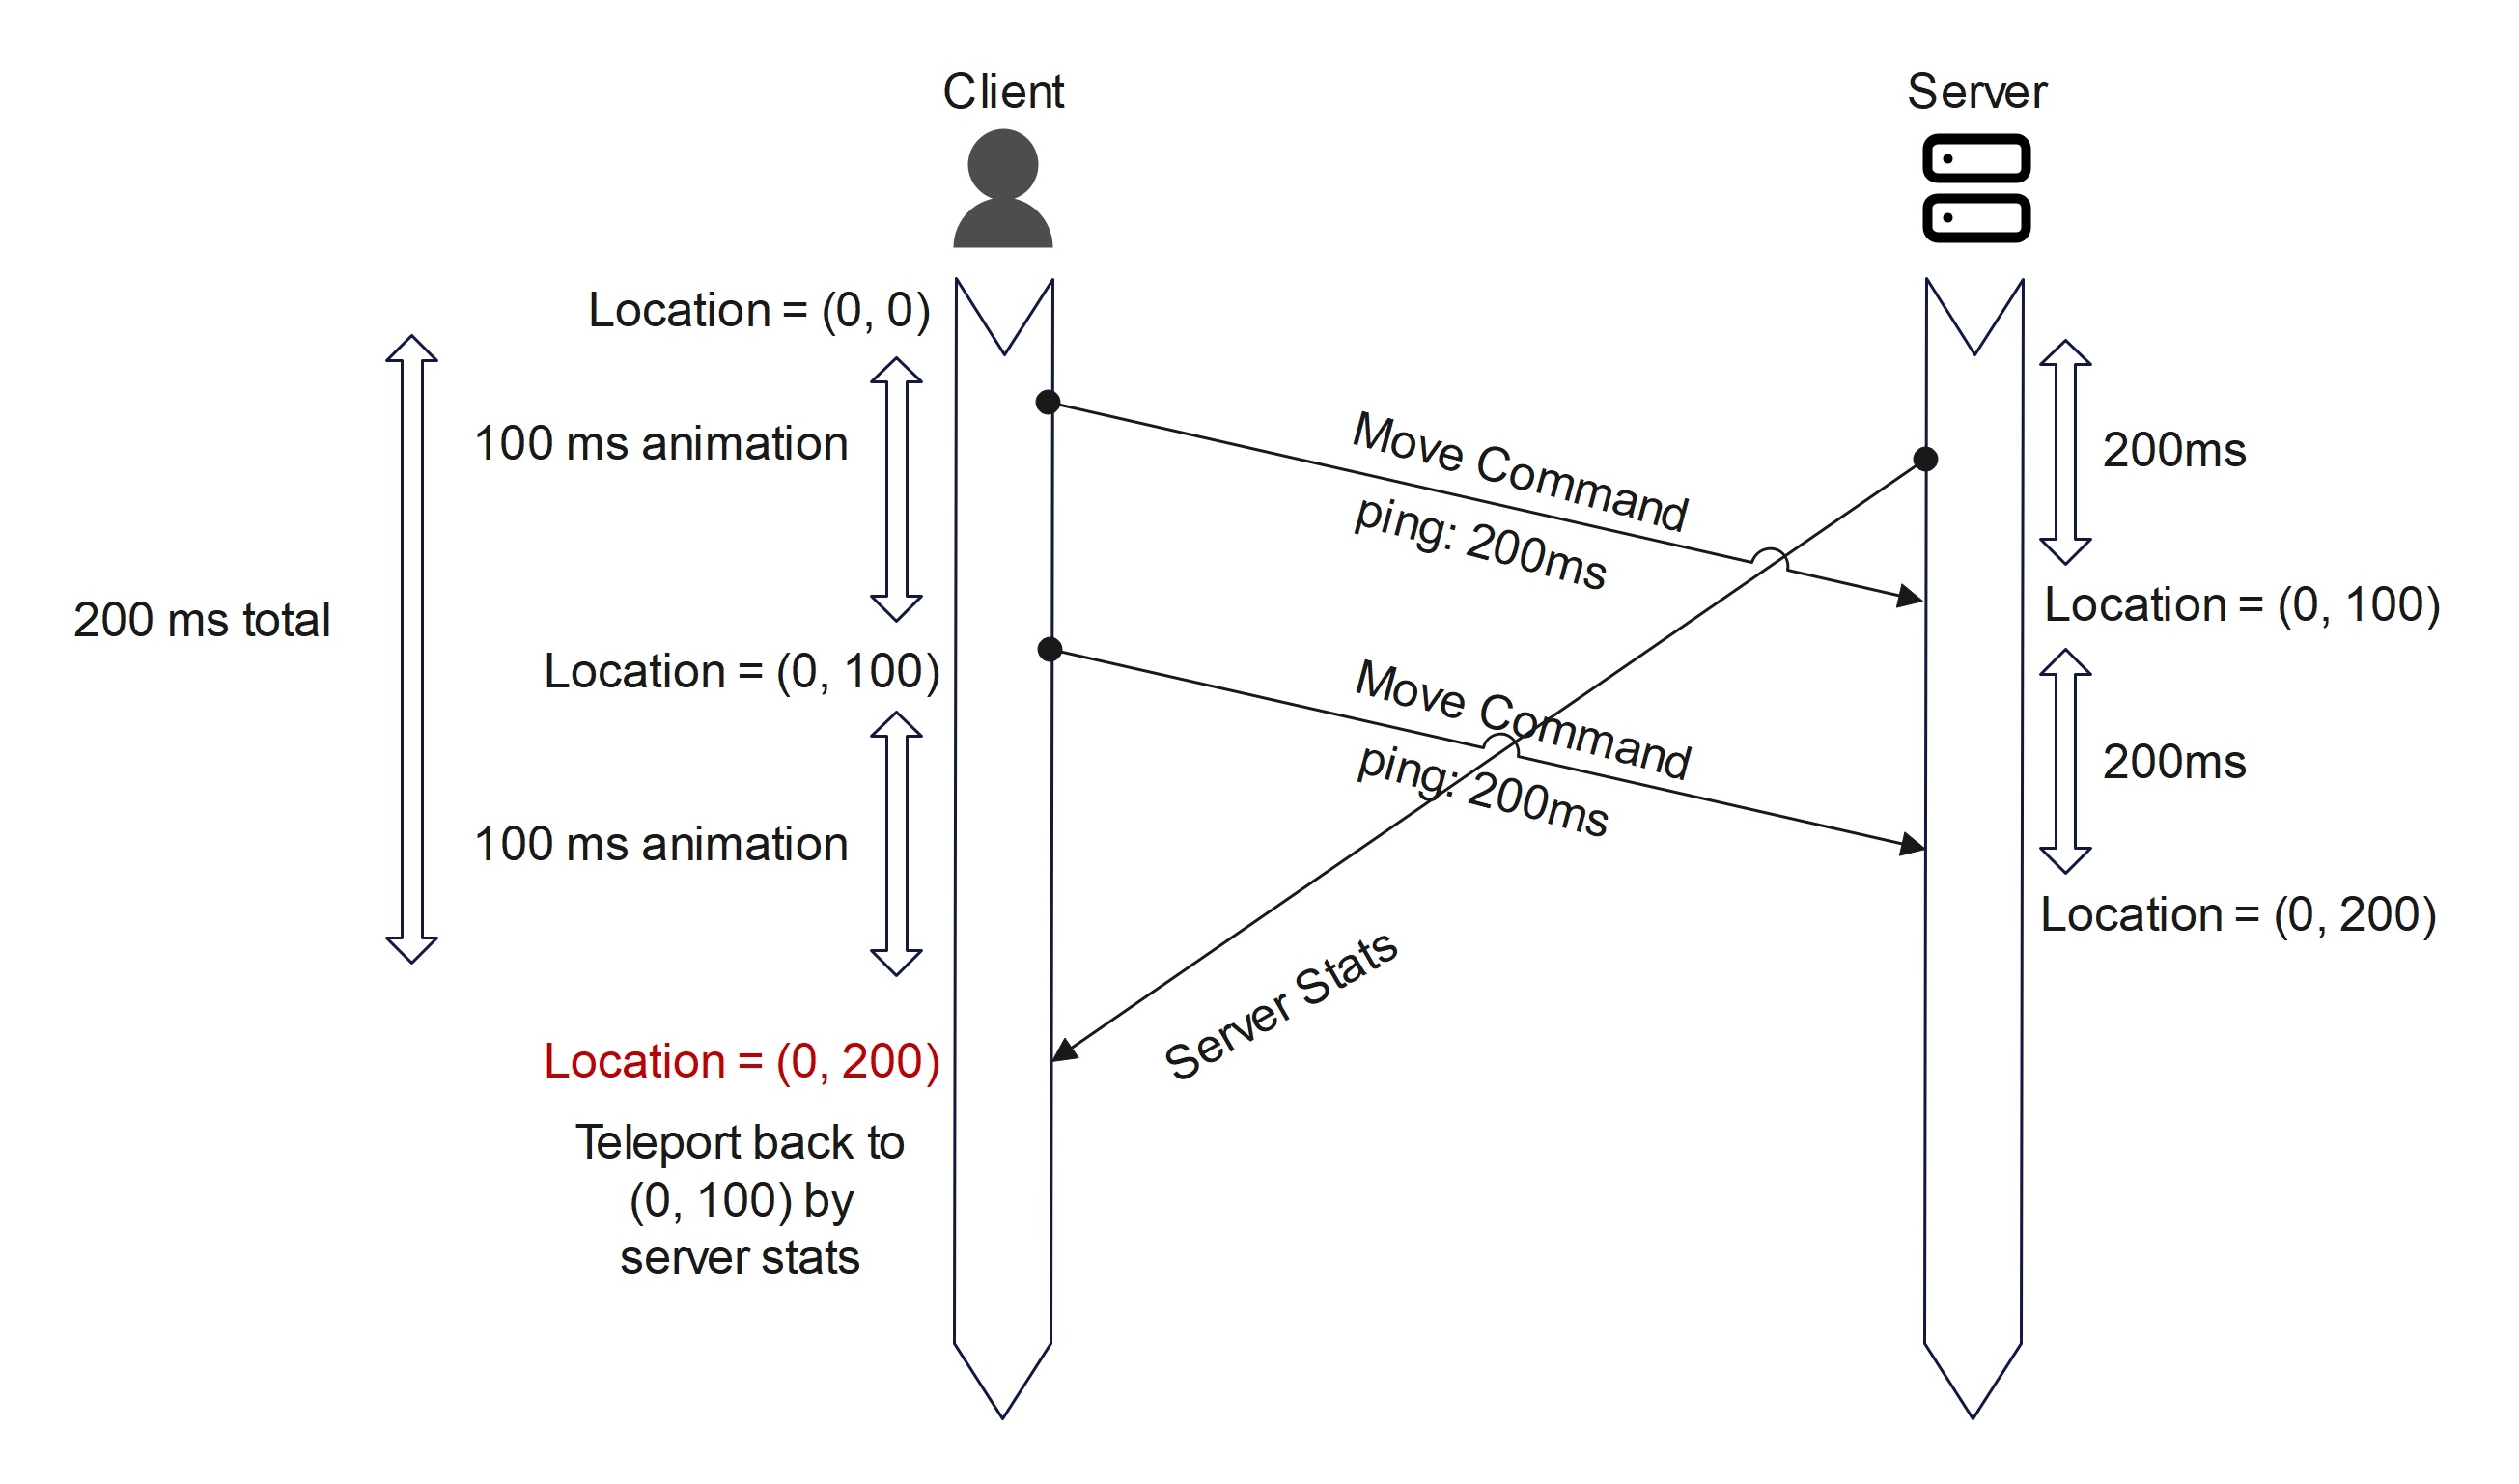 Client
Server
Location = (0, 0)
100 ms animation
Move Command
ping: 200ms
200ms
200 ms total
Location = (0, 100)
Location = (0, 100)
Move Command
ping: 200ms
200ms
100 ms animation
Location = (0, 200)
Server Stats
Location = (0, 200)
Teleport back to
(0, 100) by
server stats